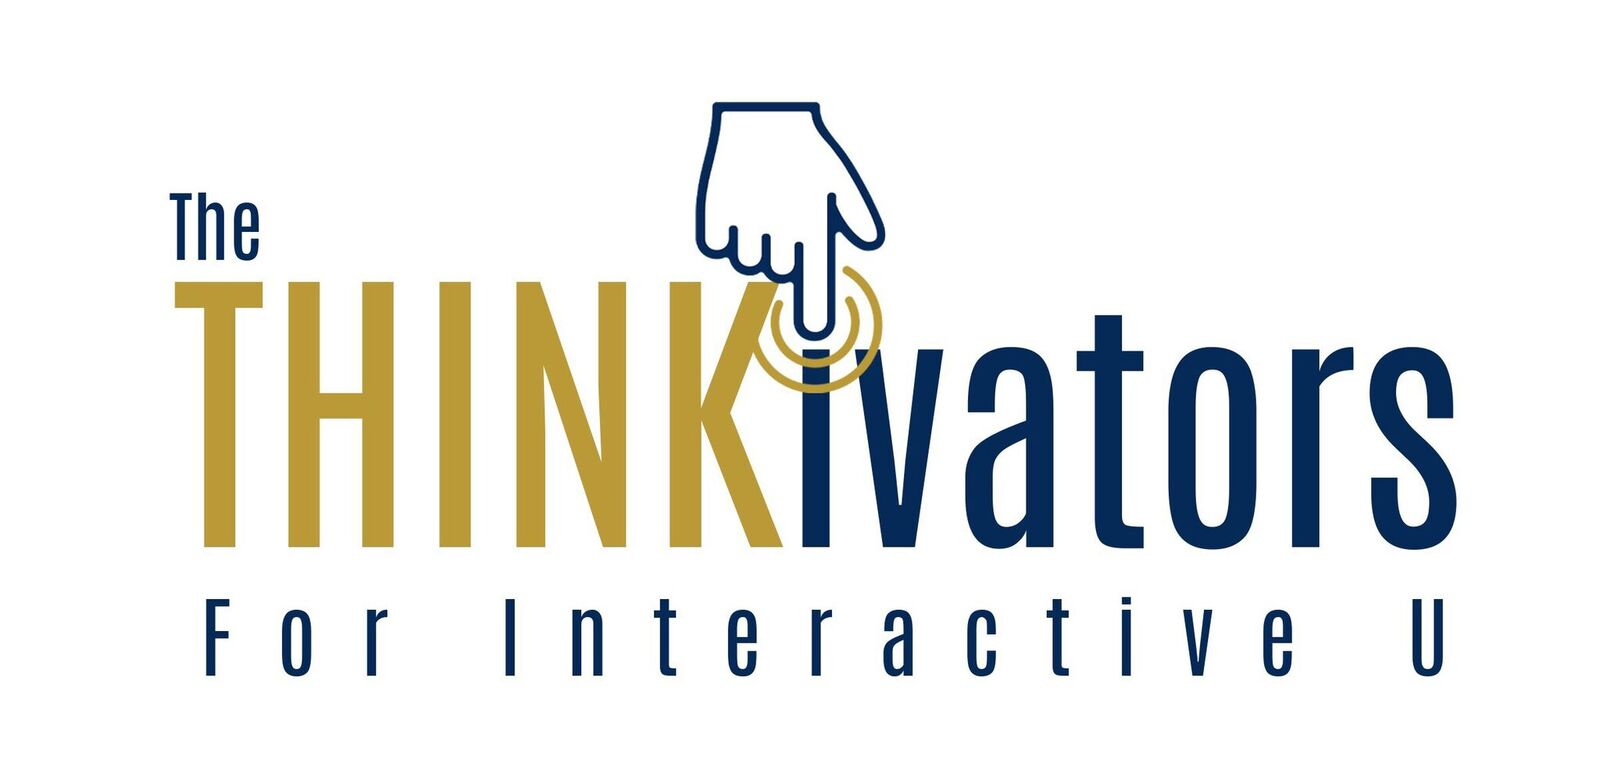 The
THINKivators
For Interactive U